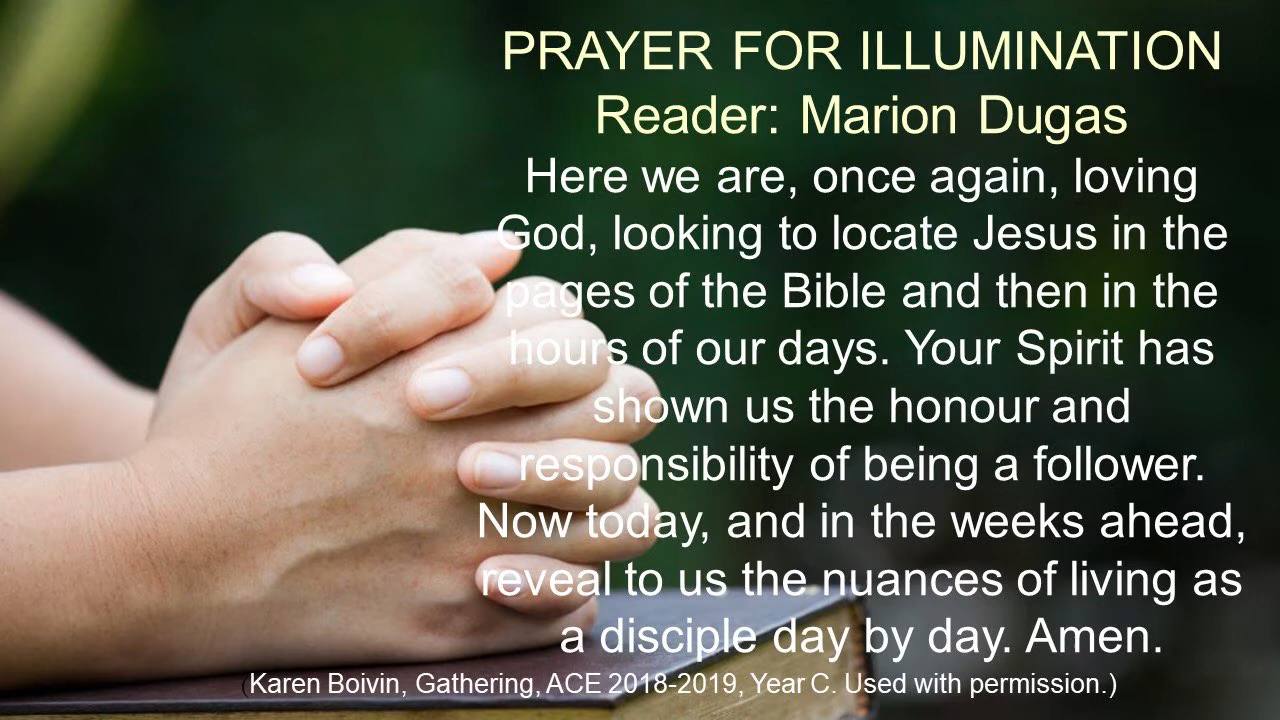 PRAYER FOR ILLUMINATION
Reader: Marion Dugas
Here we are, once again, loving
God, looking to locate Jesus in the
pages of the Bible and then in the
hours of our days. Your Spirit has
shown us the honour and
responsibility of being a follower.
Now today, and in the weeks ahead,
reveal to us the nuances of living as
a disciple day by day. Amen.
(Karen Boivin, Gathering, ACE 2018-2019, Year C. Used with permission.)